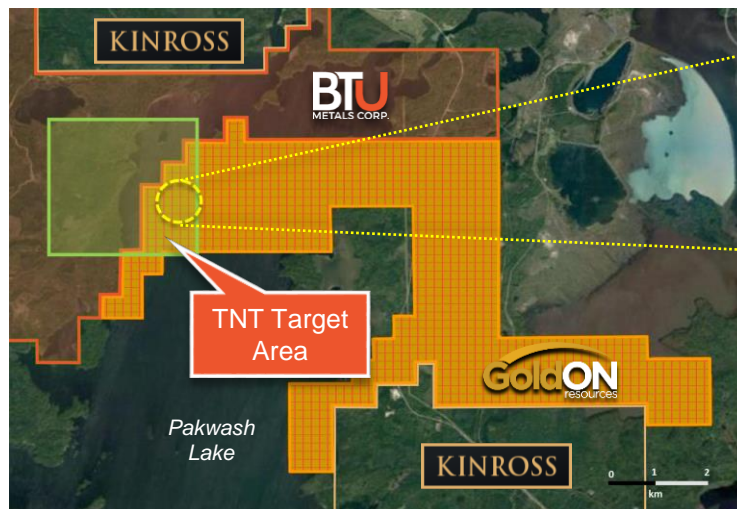 KINROSS
BTU
METALS CORP.
TNT Target
Area
GoldON
resources
Pakwash
Lake
KINROSS
0 1 2
km